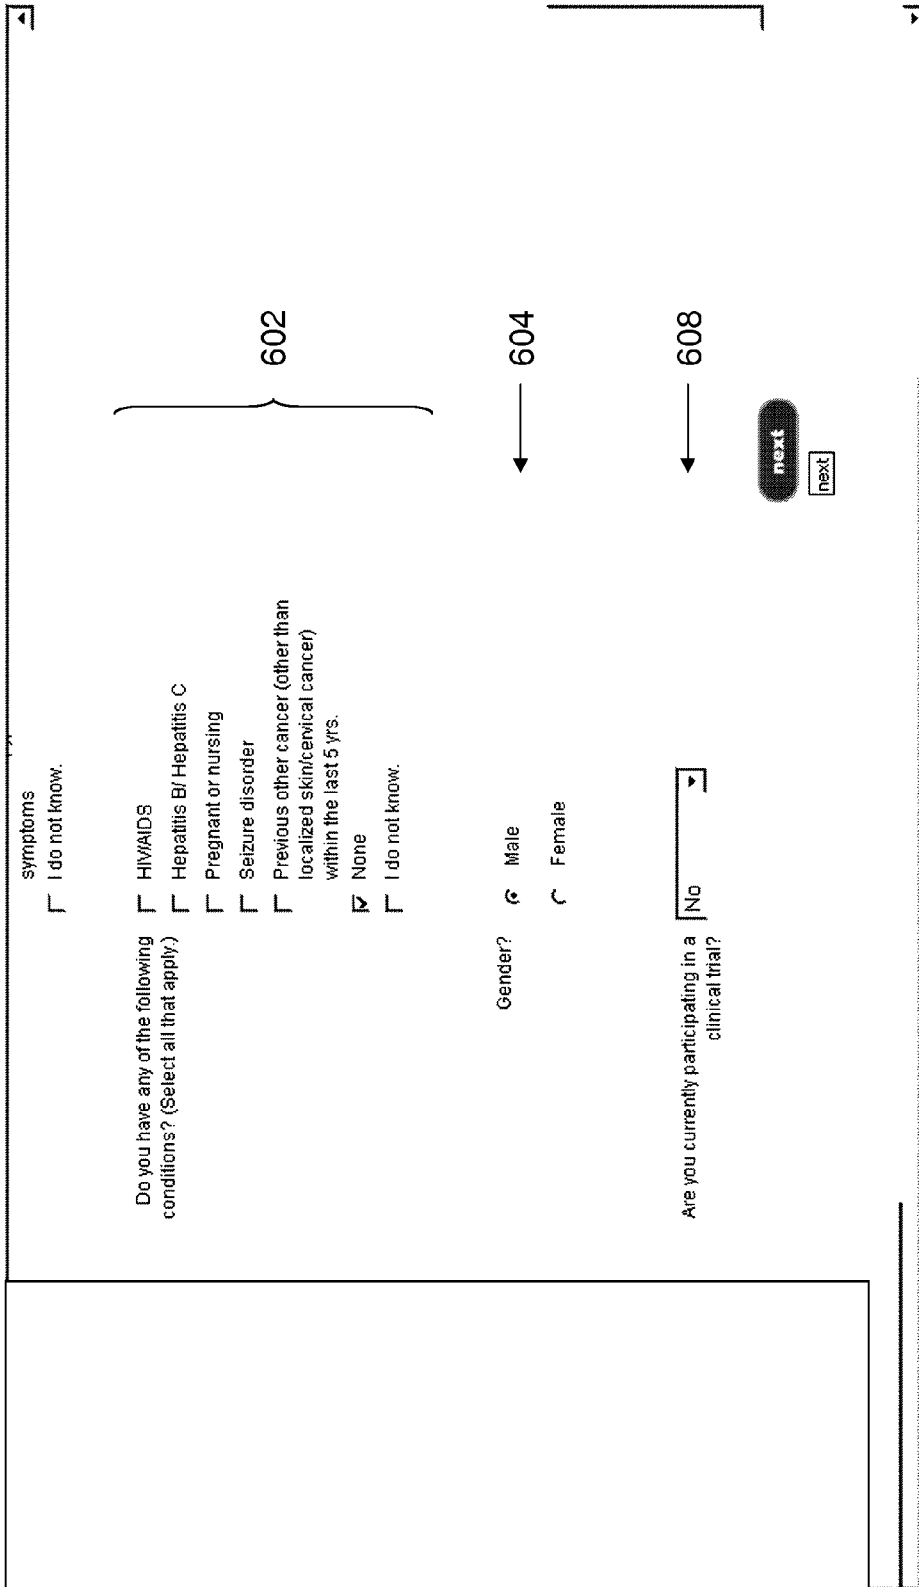 symptoms
I do not know.
Do you have any of the following
conditions? (Select all that apply.)
HIV/AIDS
Hepatitis B/ Hepatitis C
Pregnant or nursing
Seizure disorder
Previous other cancer (other than
localized skin/cervical cancer)
within the last 5 yrs.
None
I do not know.
602
Gender?
Male
Female
604
Are you currently participating in a
clinical trial?
No
608
next
next